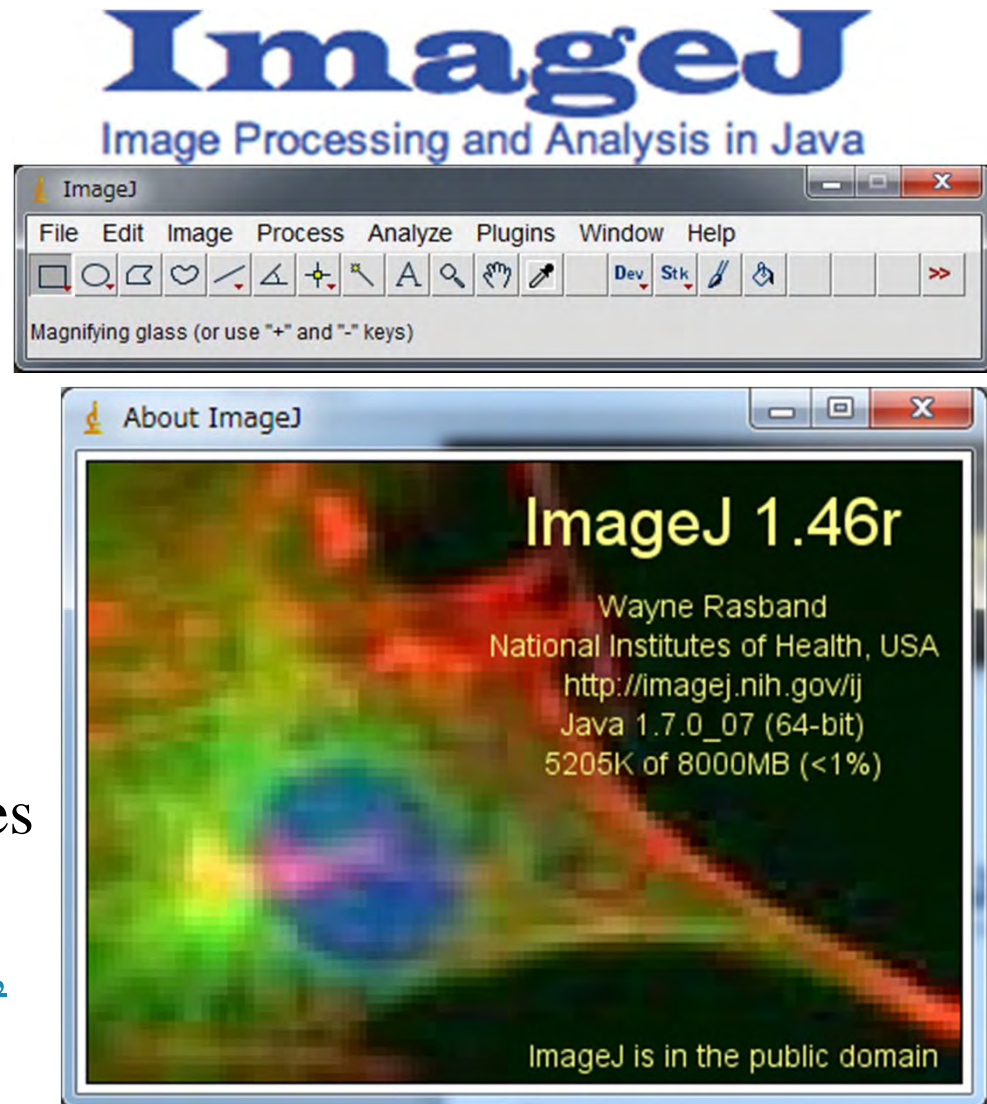 ImageJ
Image Processing and Analysis in Java
ImageJ
File Edit Image Process Analyze Plugins Window Help
A Dev Stk >>
Magnifying glass (or use "+" and "-" keys)
About ImageJ
ImageJ 1.46r
Wayne Rasband
National Institutes of Health, USA
http://imagej.nih.gov/ij
Java 1.7.0_07 (64-bit)
5205K of 8000MB (<1%)
es
ImageJ is in the public domain